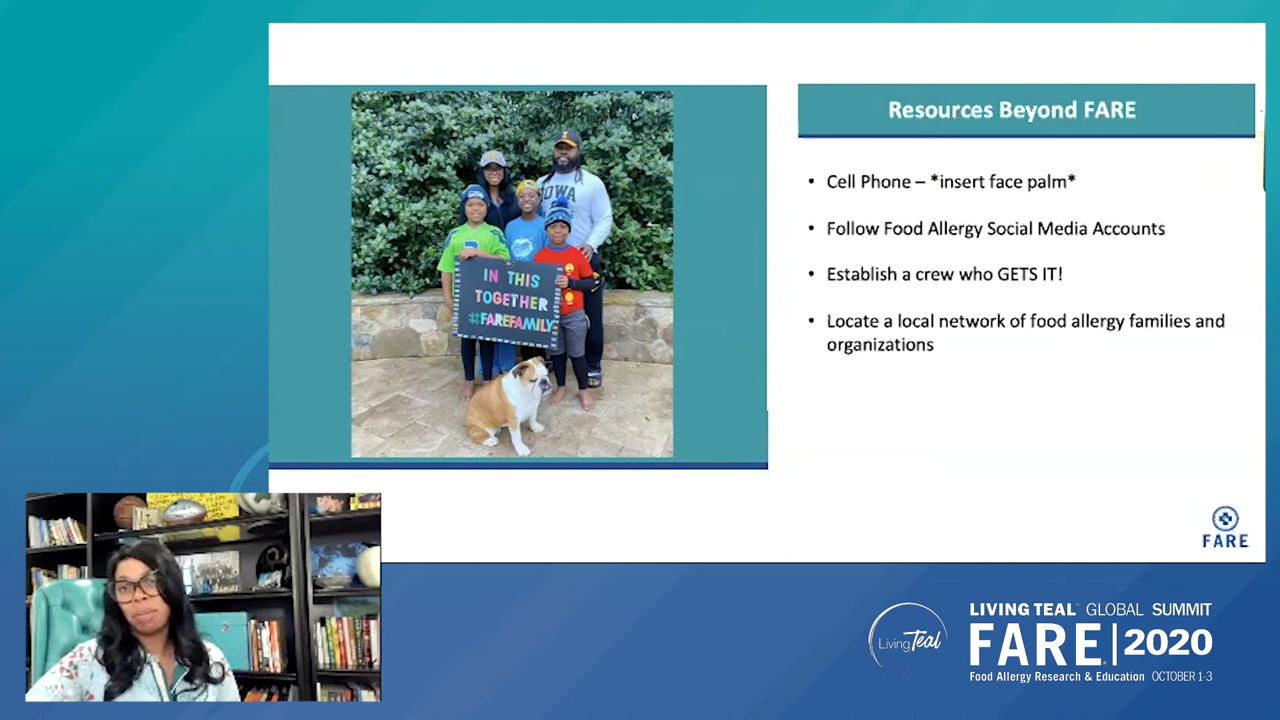 Resources Beyond FARE
• Cell Phone – *insert face palm*
• Follow Food Allergy Social Media Accounts
• Establish a crew who GETS IT!
• Locate a local network of food allergy families and
organizations
IOWA
IN THIS
TOGETHER
#FAREFAMILY
FARE
Living Teal
LIVING TEAL GLOBAL SUMMIT
FARE | 2020
Food Allergy Research & Education OCTOBER 1-3